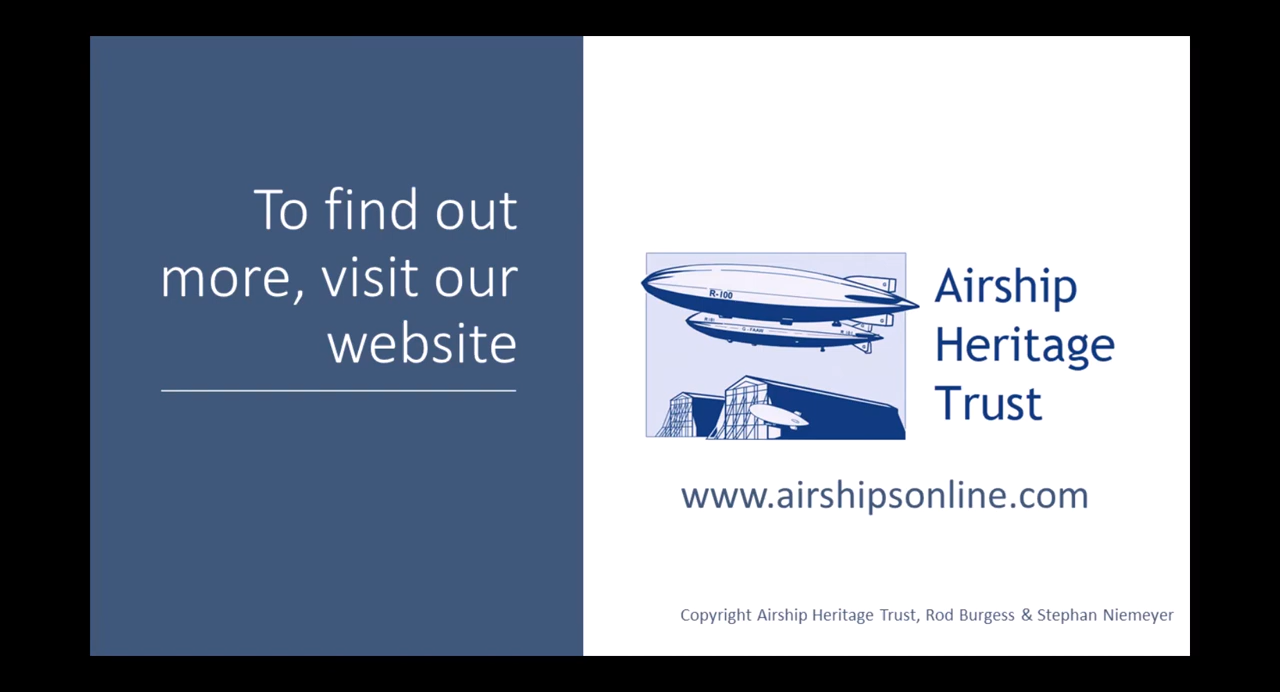 To find out
more, visit our
website
R-100
Airship
Heritage
Trust
www.airshipsonline.com
Copyright Airship Heritage Trust, Rod Burgess & Stephan Niemeyer